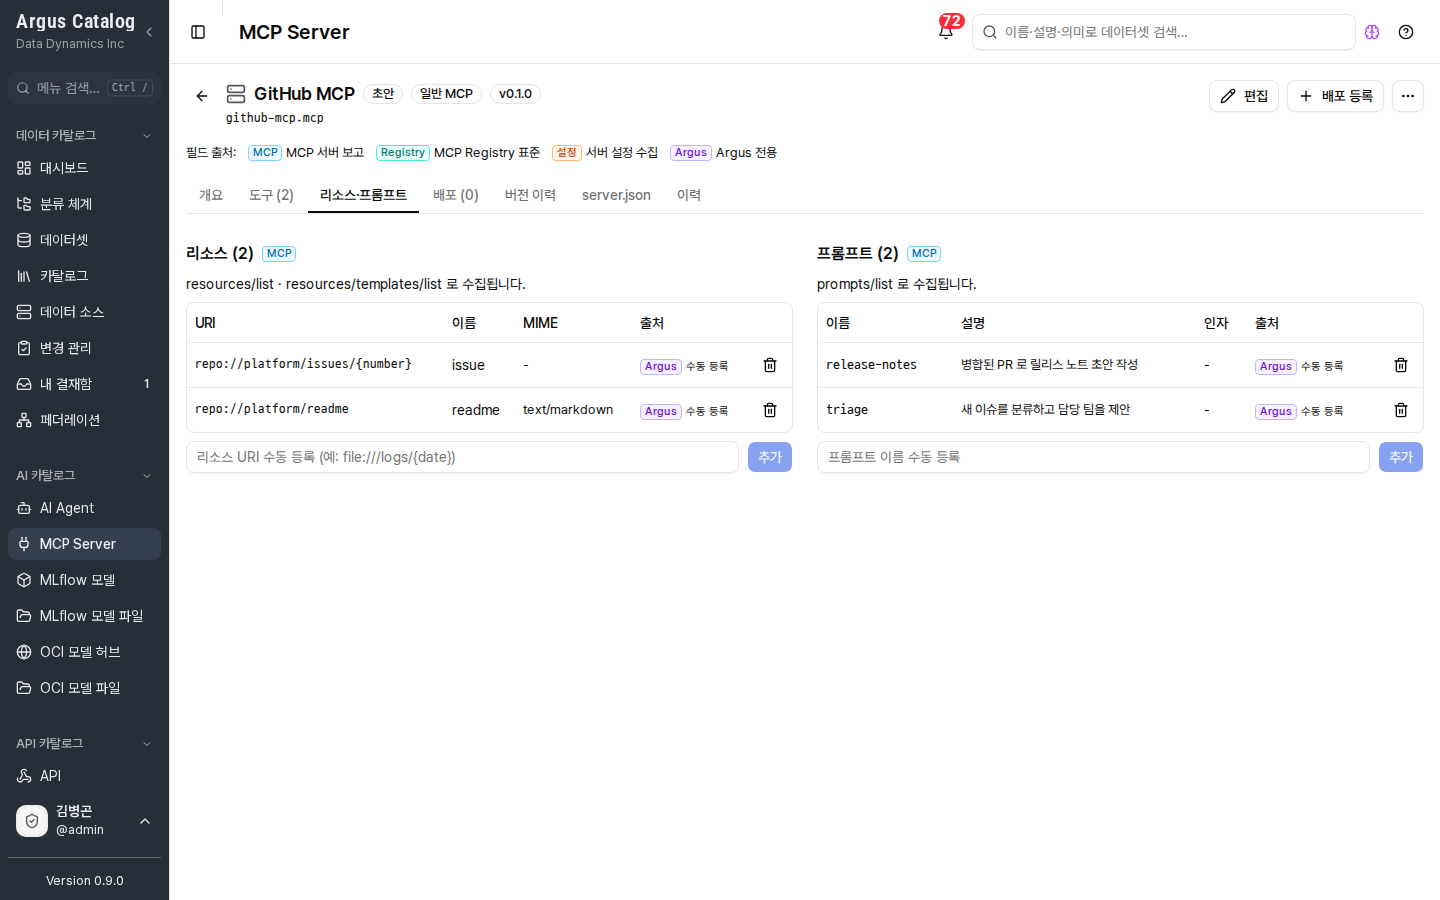 Argus Catalog
Data Dynamics Inc
메뉴 검색... Ctrl /
데이터 카탈로그
대시보드
분류 체계
데이터셋
카탈로그
데이터 소스
변경 관리
내 결재함 1
페더레이션
AI 카탈로그
AI Agent
MCP Server
MLflow 모델
MLflow 모델 파일
OCI 모델 허브
OCI 모델 파일
API 카탈로그
API
김병곤
@admin
Version 0.9.0
MCP Server
72
이름·설명·의미로 데이터셋 검색...
GitHub MCP 초안 일반 MCP v0.1.0
github-mcp.mcp
편집 배포 등록
필드 출처: MCP MCP 서버 보고 Registry MCP Registry 표준 설정 서버 설정 수집 Argus Argus 전용
개요 도구 (2) 리소스·프롬프트 배포 (0) 버전 이력 server.json 이력
리소스 (2) MCP
resources/list · resources/templates/list 로 수집됩니다.
URI 이름 MIME 출처
repo://platform/issues/{number} issue - Argus 수동 등록
repo://platform/readme readme text/markdown Argus 수동 등록
리소스 URI 수동 등록 (예: file:///logs/{date}) 추가
프롬프트 (2) MCP
prompts/list 로 수집됩니다.
이름 설명 인자 출처
release-notes 병합된 PR 로 릴리스 노트 초안 작성 - Argus 수동 등록
triage 새 이슈를 분류하고 담당 팀을 제안 - Argus 수동 등록
프롬프트 이름 수동 등록 추가